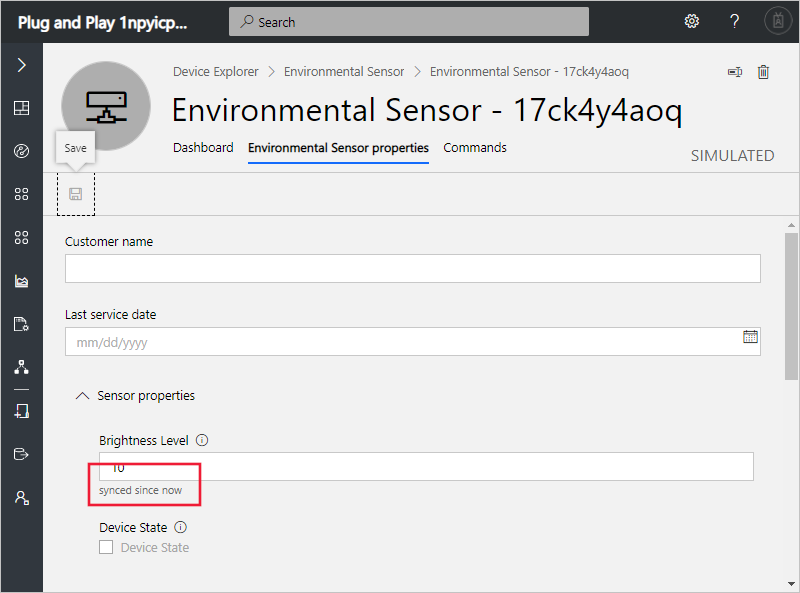 Plug and Play 1npyicp...
Search
?
Device Explorer > Environmental Sensor > Environmental Sensor - 17ck4y4aoq
Environmental Sensor - 17ck4y4aoq
Save
Dashboard Environmental Sensor properties Commands
SIMULATED
Customer name
Last service date
mm/dd/yyyy
Sensor properties
Brightness Level
10
synced since now
Device State
Device State